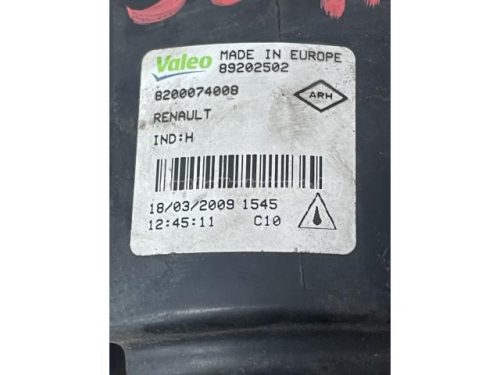 Valeo MADE IN EUROPE
89202502
8200074008
ARH
RENAULT
IND:H
18/03/2009 1545
12:45:11 C10